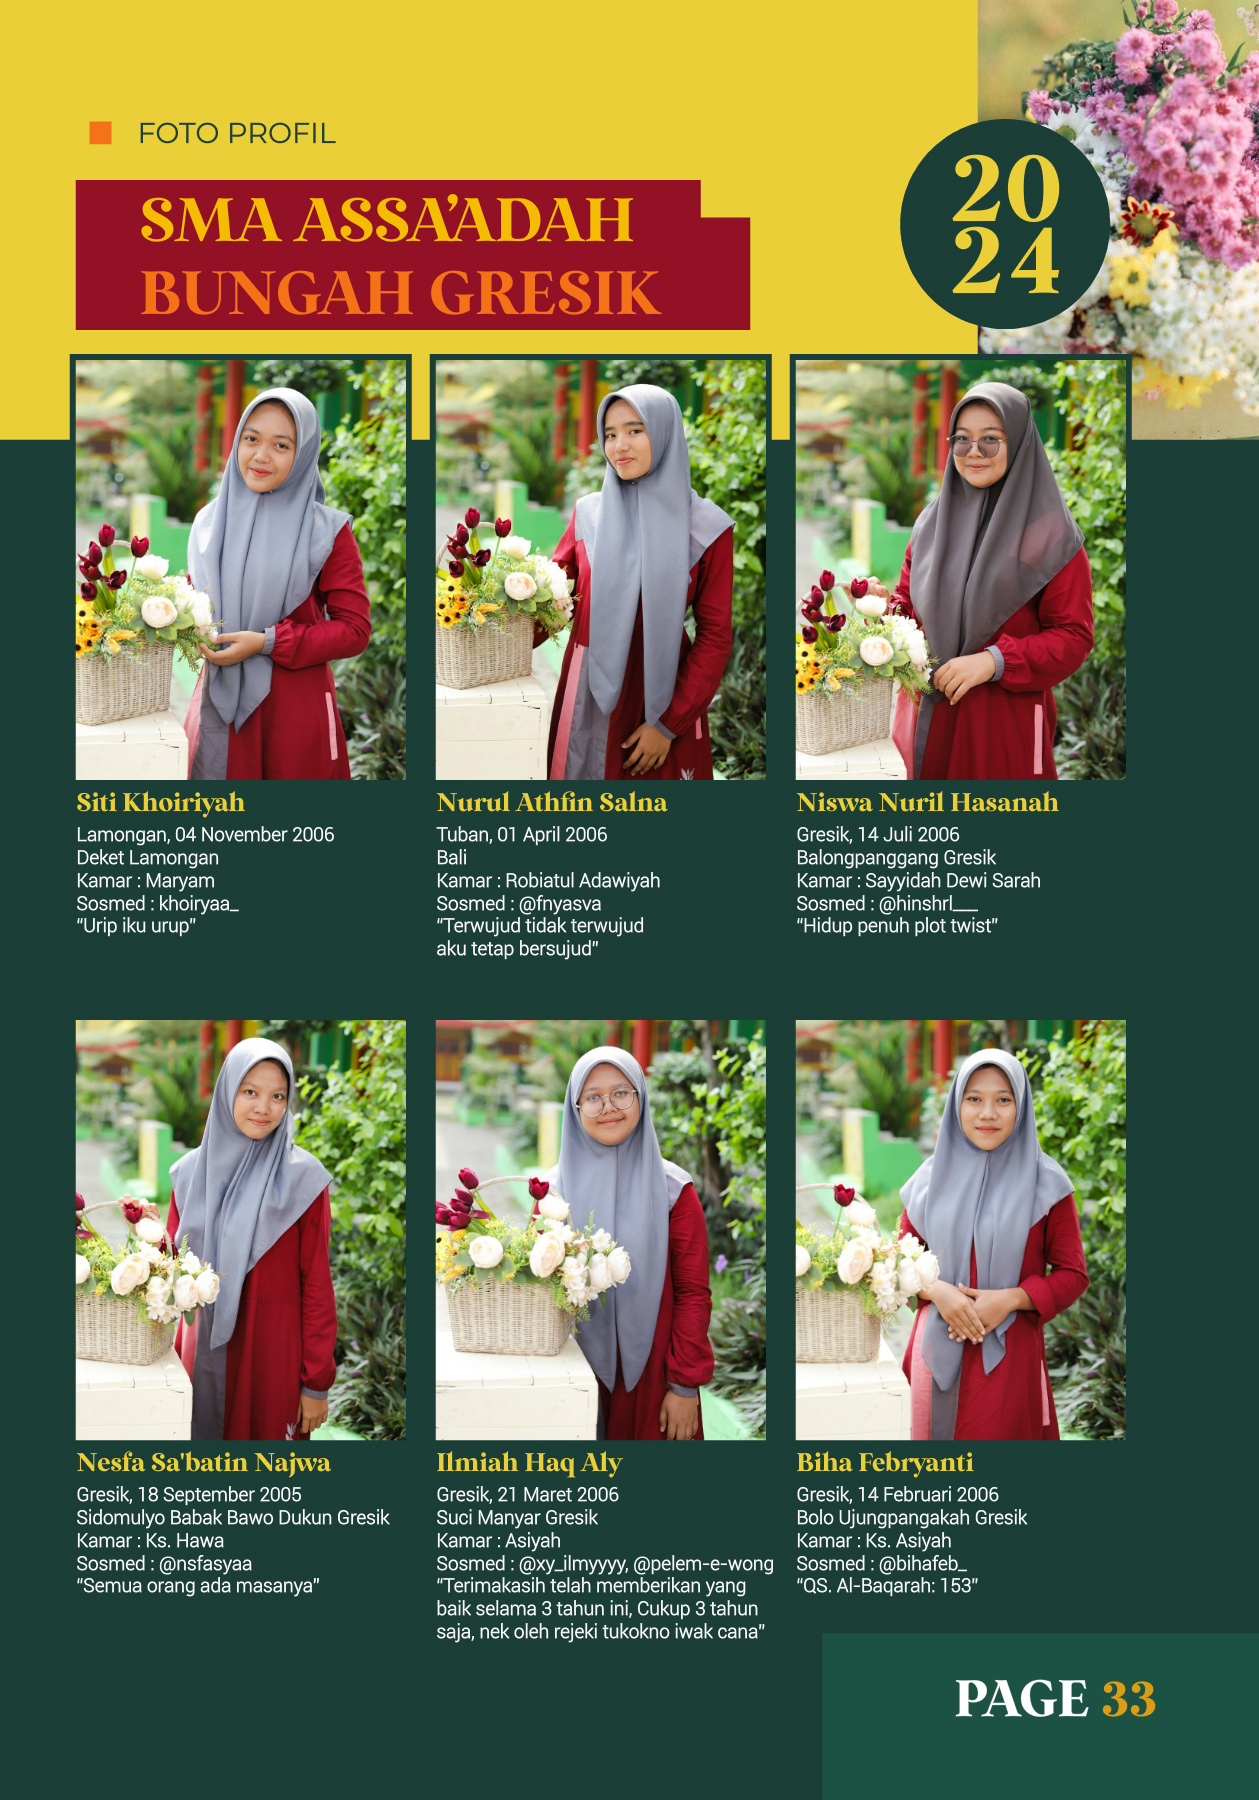 FOTO PROFIL
SMA ASSA’ADAH
BUNGAH GRESIK
20
24
Siti Khoiriyah
Lamongan, 04 November 2006
Deket Lamongan
Kamar : Maryam
Sosmed : khoiryaa_
“Urip iku urup”
Nurul Athfin Salna
Tuban, 01 April 2006
Bali
Kamar : Robiatul Adawiyah
Sosmed : @fnyasva
“Terwujud tidak terwujud
aku tetap bersujud”
Niswa Nuril Hasanah
Gresik, 14 Juli 2006
Balongpanggang Gresik
Kamar : Sayyidah Dewi Sarah
Sosmed : @hinshrl___
“Hidup penuh plot twist”
Nesfa Sa'batin Najwa
Gresik, 18 September 2005
Sidomulyo Babak Bawo Dukun Gresik
Kamar : Ks. Hawa
Sosmed : @nsfasyaa
“Semua orang ada masanya”
Ilmiah Haq Aly
Gresik, 21 Maret 2006
Suci Manyar Gresik
Kamar : Asiyah
Sosmed : @xy_ilmyyyy, @pelem-e-wong
“Terimakasih telah memberikan yang
baik selama 3 tahun ini, Cukup 3 tahun
saja, nek oleh rejeki tukokno iwak cana”
Biha Febryanti
Gresik, 14 Februari 2006
Bolo Ujungpangakah Gresik
Kamar : Ks. Asiyah
Sosmed : @bihafeb_
“QS. Al-Baqarah: 153”
PAGE 33